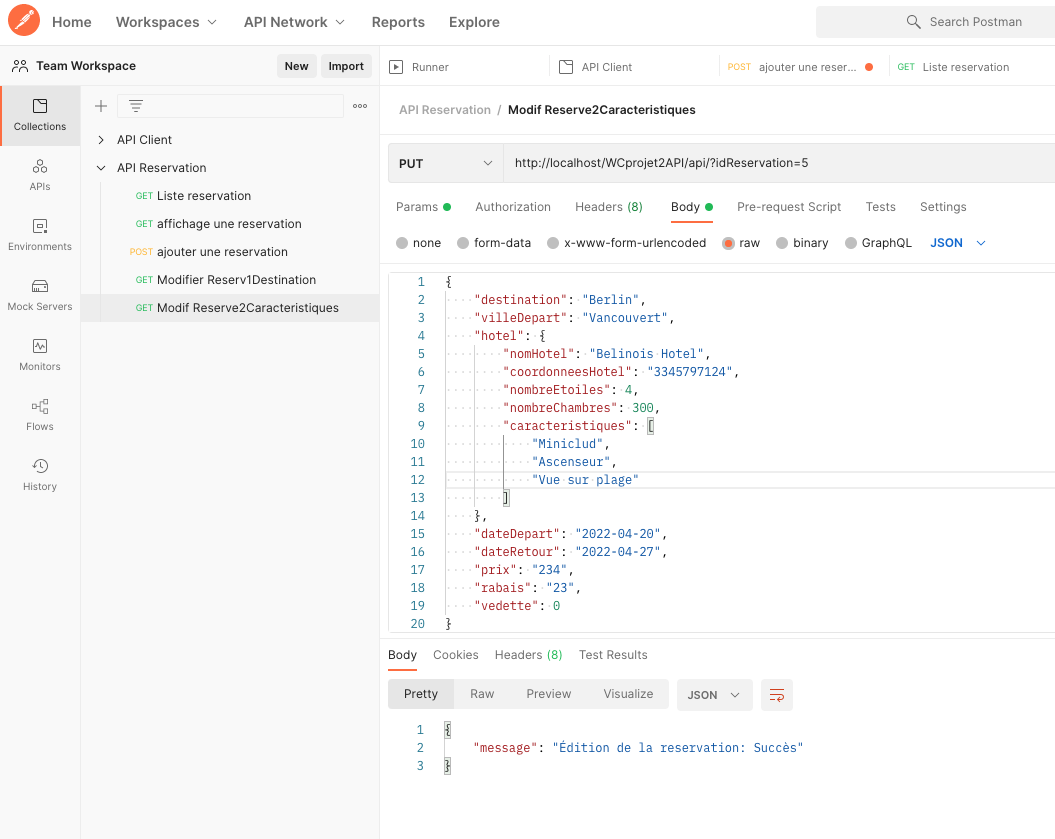 Home Workspaces API Network Reports Explore Search Postman
Team Workspace New Import
Runner API Client POST ajouter une reser... GET Liste reservation
Collections
APIs
Environments
Mock Servers
Monitors
Flows
History
API Client
API Reservation
GET Liste reservation
GET affichage une reservation
POST ajouter une reservation
GET Modifier Reserv1Destination
GET Modif Reserve2Caracteristiques
API Reservation / Modif Reserve2Caracteristiques
PUT http://localhost/WCprojet2API/api/?idReservation=5
Params Authorization Headers (8) Body Pre-request Script Tests Settings
none form-data x-www-form-urlencoded raw binary GraphQL JSON
1 {
2 "destination": "Berlin",
3 "villeDepart": "Vancouvert",
4 "hotel": {
5 "nomHotel": "Belinois Hotel",
6 "coordonneesHotel": "3345797124",
7 "nombreEtoiles": 4,
8 "nombreChambres": 300,
9 "caracteristiques": [
10 "Miniclud",
11 "Ascenseur",
12 "Vue sur plage"
13 ]
14 },
15 "dateDepart": "2022-04-20",
16 "dateRetour": "2022-04-27",
17 "prix": "234",
18 "rabais": "23",
19 "vedette": 0
20 }
Body Cookies Headers (8) Test Results
Pretty Raw Preview Visualize JSON
1 {
2 "message": "Édition de la reservation: Succès"
3 }